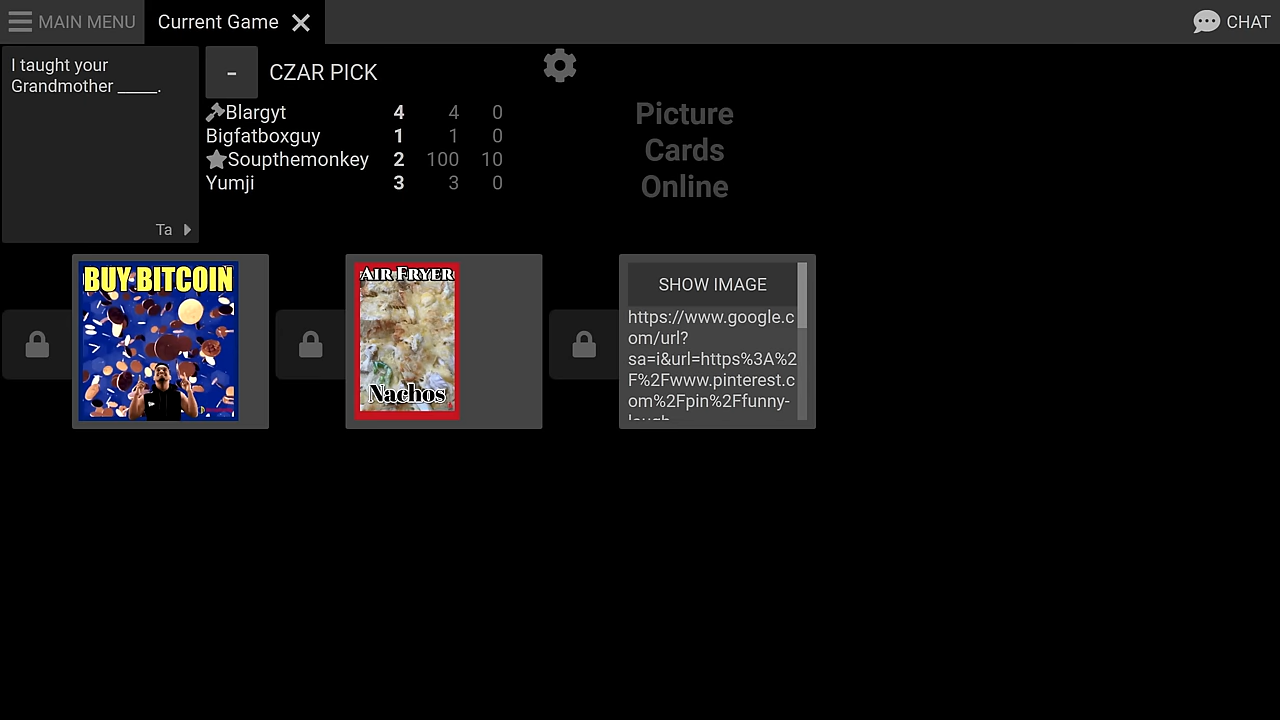 MAIN MENU
Current Game
CHAT
I taught your
Grandmother _____.
Ta
-
CZAR PICK
Blargyt 4 4 0
Bigfatboxguy 1 1 0
Soupthemonkey 2 100 10
Yumji 3 3 0
Picture
Cards
Online
BUY BITCOIN
AIR FRYER
Nachos
SHOW IMAGE
https://www.google.c
om/url?
sa=i&url=https%3A%2
F%2Fwww.pinterest.c
om%2Fpin%2Ffunny-
laugh